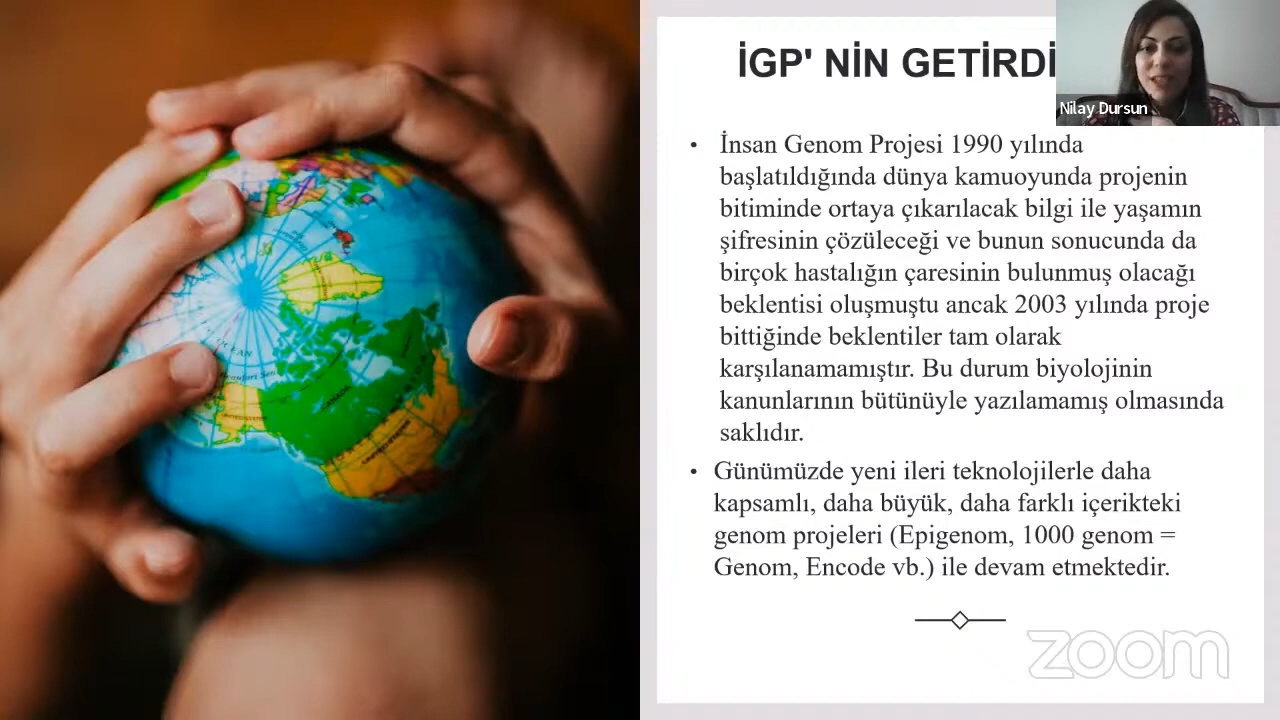 İGP' NİN GETİRDİ
Nilay Dursun
• İnsan Genom Projesi 1990 yılında
başlatıldığında dünya kamuoyunda projenin
bitiminde ortaya çıkarılacak bilgi ile yaşamın
şifresinin çözüleceği ve bunun sonucunda da
birçok hastalığın çaresinin bulunmuş olacağı
beklentisi oluşmuştu ancak 2003 yılında proje
bittiğinde beklentiler tam olarak
karşılanamamıştır. Bu durum biyolojinin
kanunlarının bütünüyle yazılamamış olmasında
saklıdır.
• Günümüzde yeni ileri teknolojilerle daha
kapsamlı, daha büyük, daha farklı içerikteki
genom projeleri (Epigenom, 1000 genom =
Genom, Encode vb.) ile devam etmektedir.
zoom